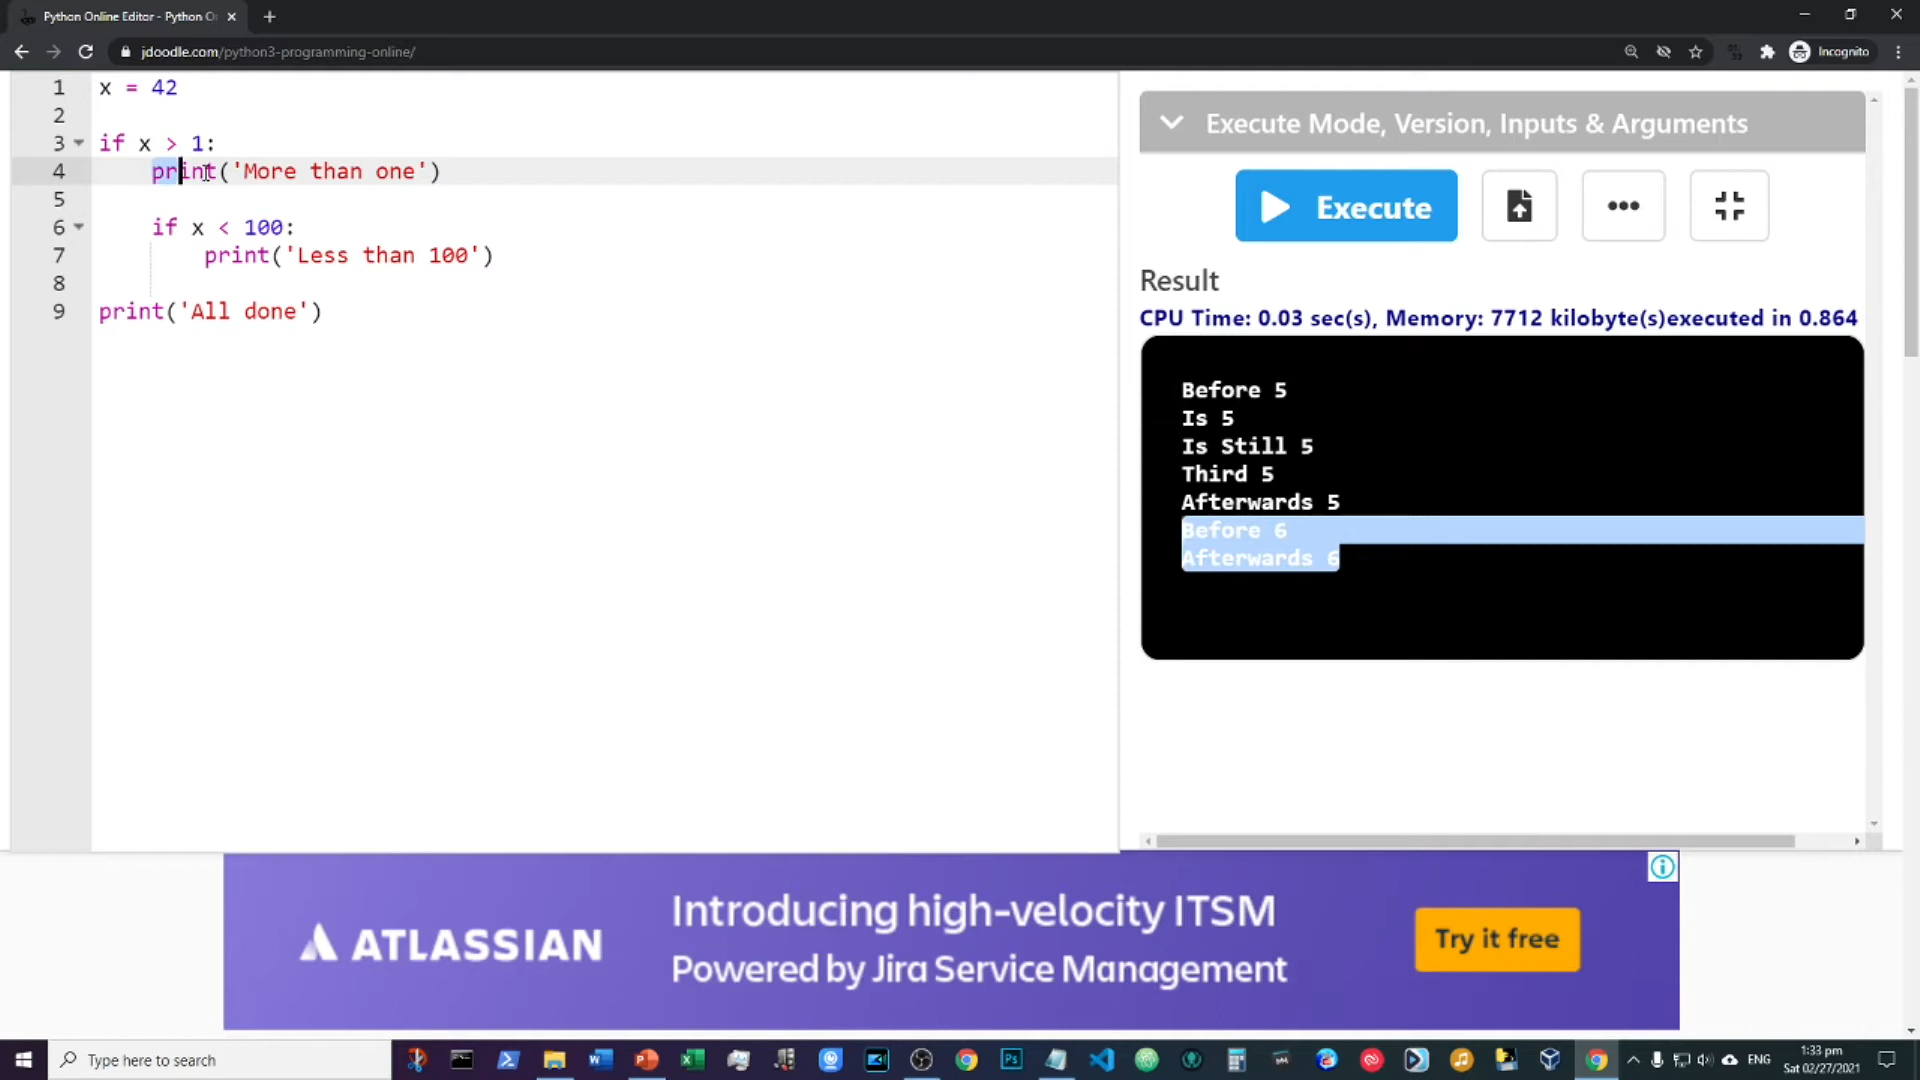 Python Online Editor - Python O
jdoodle.com/python3-programming-online/
Incognito
1 x = 42
2
3 if x > 1:
4 print('More than one')
5
6 if x < 100:
7 print('Less than 100')
8
9 print('All done')
Execute Mode, Version, Inputs & Arguments
Execute
Result
CPU Time: 0.03 sec(s), Memory: 7712 kilobyte(s)executed in 0.864
Before 5
Is 5
Is Still 5
Third 5
Afterwards 5
Before 6
Afterwards 6
ATLASSIAN
Introducing high-velocity ITSM
Powered by Jira Service Management
Try it free
Type here to search
ENG
1:33 pm
Sat 02/27/2021